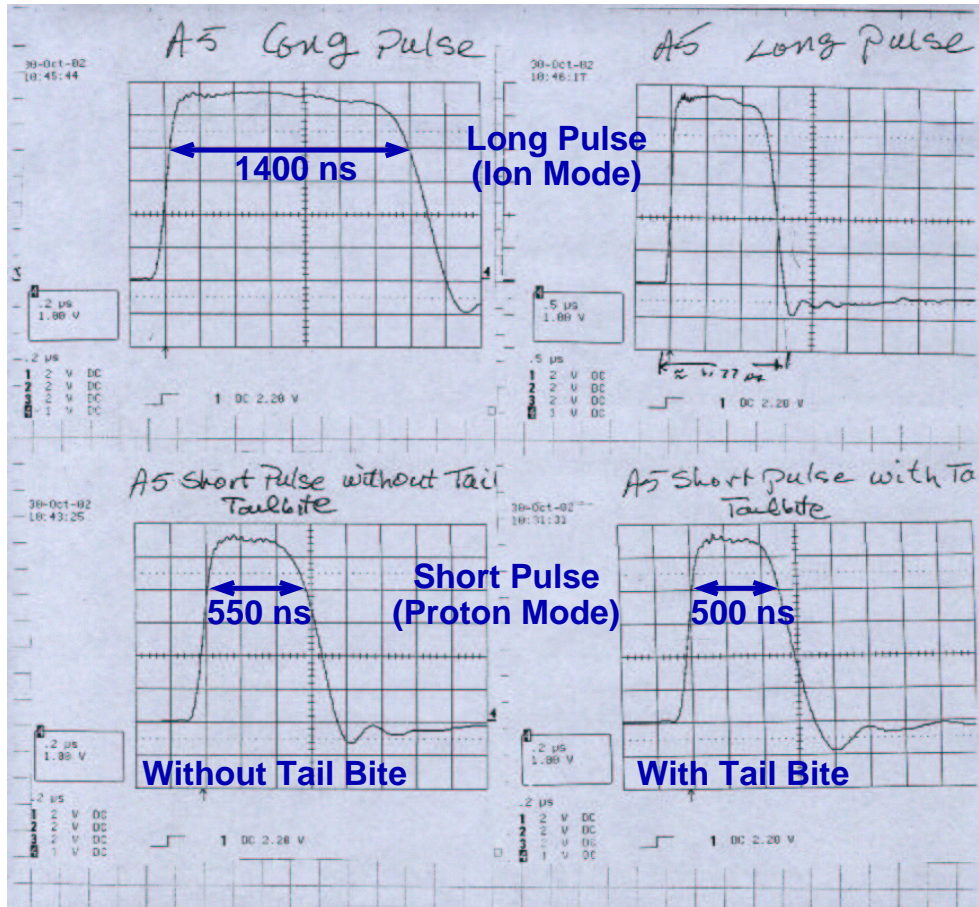 A5 Long Pulse
30-Oct-02
10:45:44
1400 ns
.2 µs
1.00 V
.2 µs
1 2 V DC
2 2 V DC
3 2 V DC
4 1 V DC
1 DC 2.20 V
A5 Long Pulse
30-Oct-02
10:46:17
Long Pulse
(Ion Mode)
.5 µs
1.00 V
.5 µs
1 2 V DC
2 2 V DC
3 2 V DC
4 1 V DC
1 DC 2.20 V
A5 Short Pulse without Tail
Tailbite
30-Oct-02
10:43:25
550 ns
4
.2 µs
1.00 V
Without Tail Bite
.2 µs
1 2 V DC
2 2 V DC
3 2 V DC
4 1 V DC
1 DC 2.20 V
A5 Short pulse with Ta
Tailbite
30-Oct-02
10:31:33
Short Pulse
(Proton Mode)
500 ns
.2 µs
1.00 V
With Tail Bite
.2 µs
1 2 V DC
2 2 V DC
3 2 V DC
4 1 V DC
1 DC 2.20 V